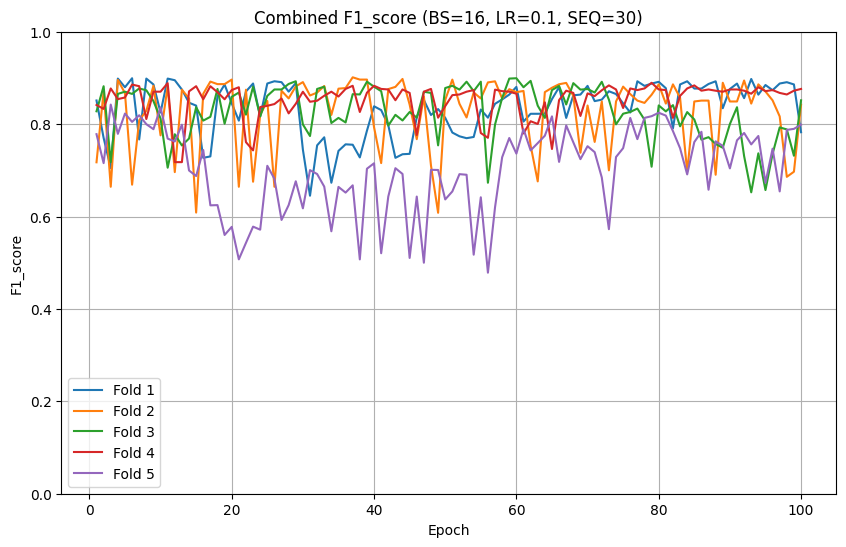 Combined F1_score (BS=16, LR=0.1, SEQ=30)
F1_score
1.0
0.8
0.6
0.4
0.2
0.0
Fold 1
Fold 2
Fold 3
Fold 4
Fold 5
0 20 40 60 80 100
Epoch